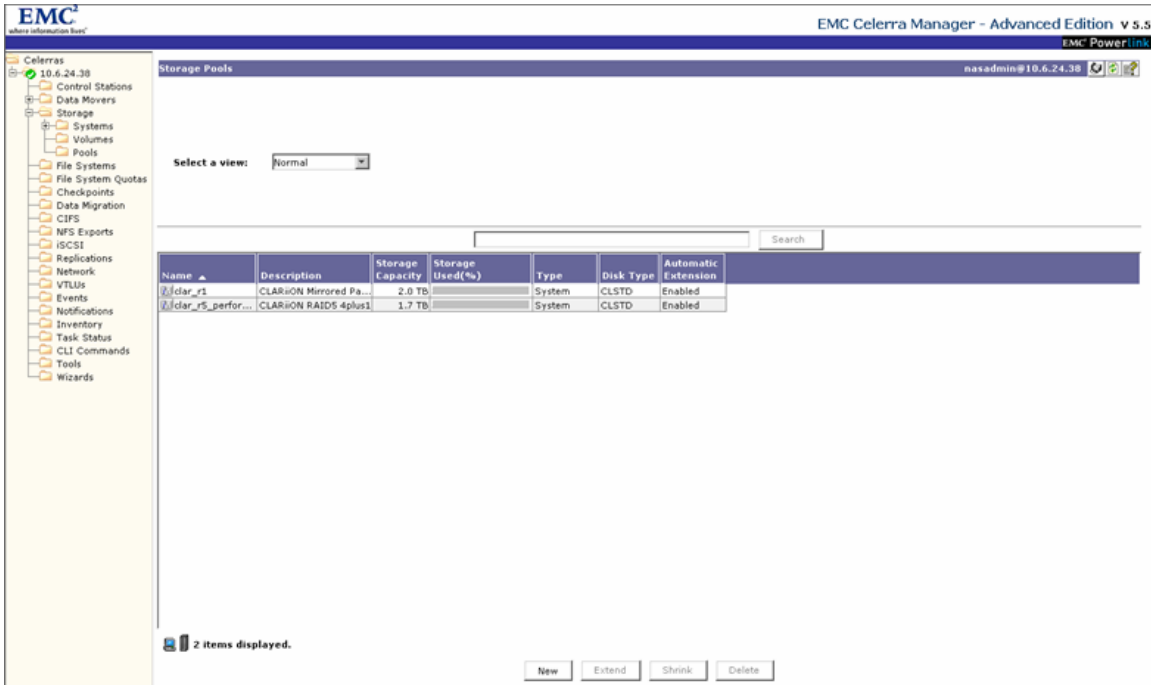 EMC²
where information lives®
EMC Celerra Manager - Advanced Edition V 5.5
EMC² Powerlink
Celerras
10.6.24.38
Control Stations
Data Movers
Storage
Systems
Volumes
Pools
File Systems
File System Quotas
Checkpoints
Data Migration
CIFS
NFS Exports
iSCSI
Replications
Network
VTLUs
Events
Notifications
Inventory
Task Status
CLI Commands
Tools
Wizards
Storage Pools nasadmin@10.6.24.38
Select a view: Normal
Search
Name Description Storage Capacity Storage Used(%) Type Disk Type Automatic Extension
clar_r1 CLARiiON Mirrored Pa... 2.0 TB System CLSTD Enabled
clar_r5_perfor... CLARiiON RAID5 4plus1 1.7 TB System CLSTD Enabled
2 items displayed.
New Extend Shrink Delete